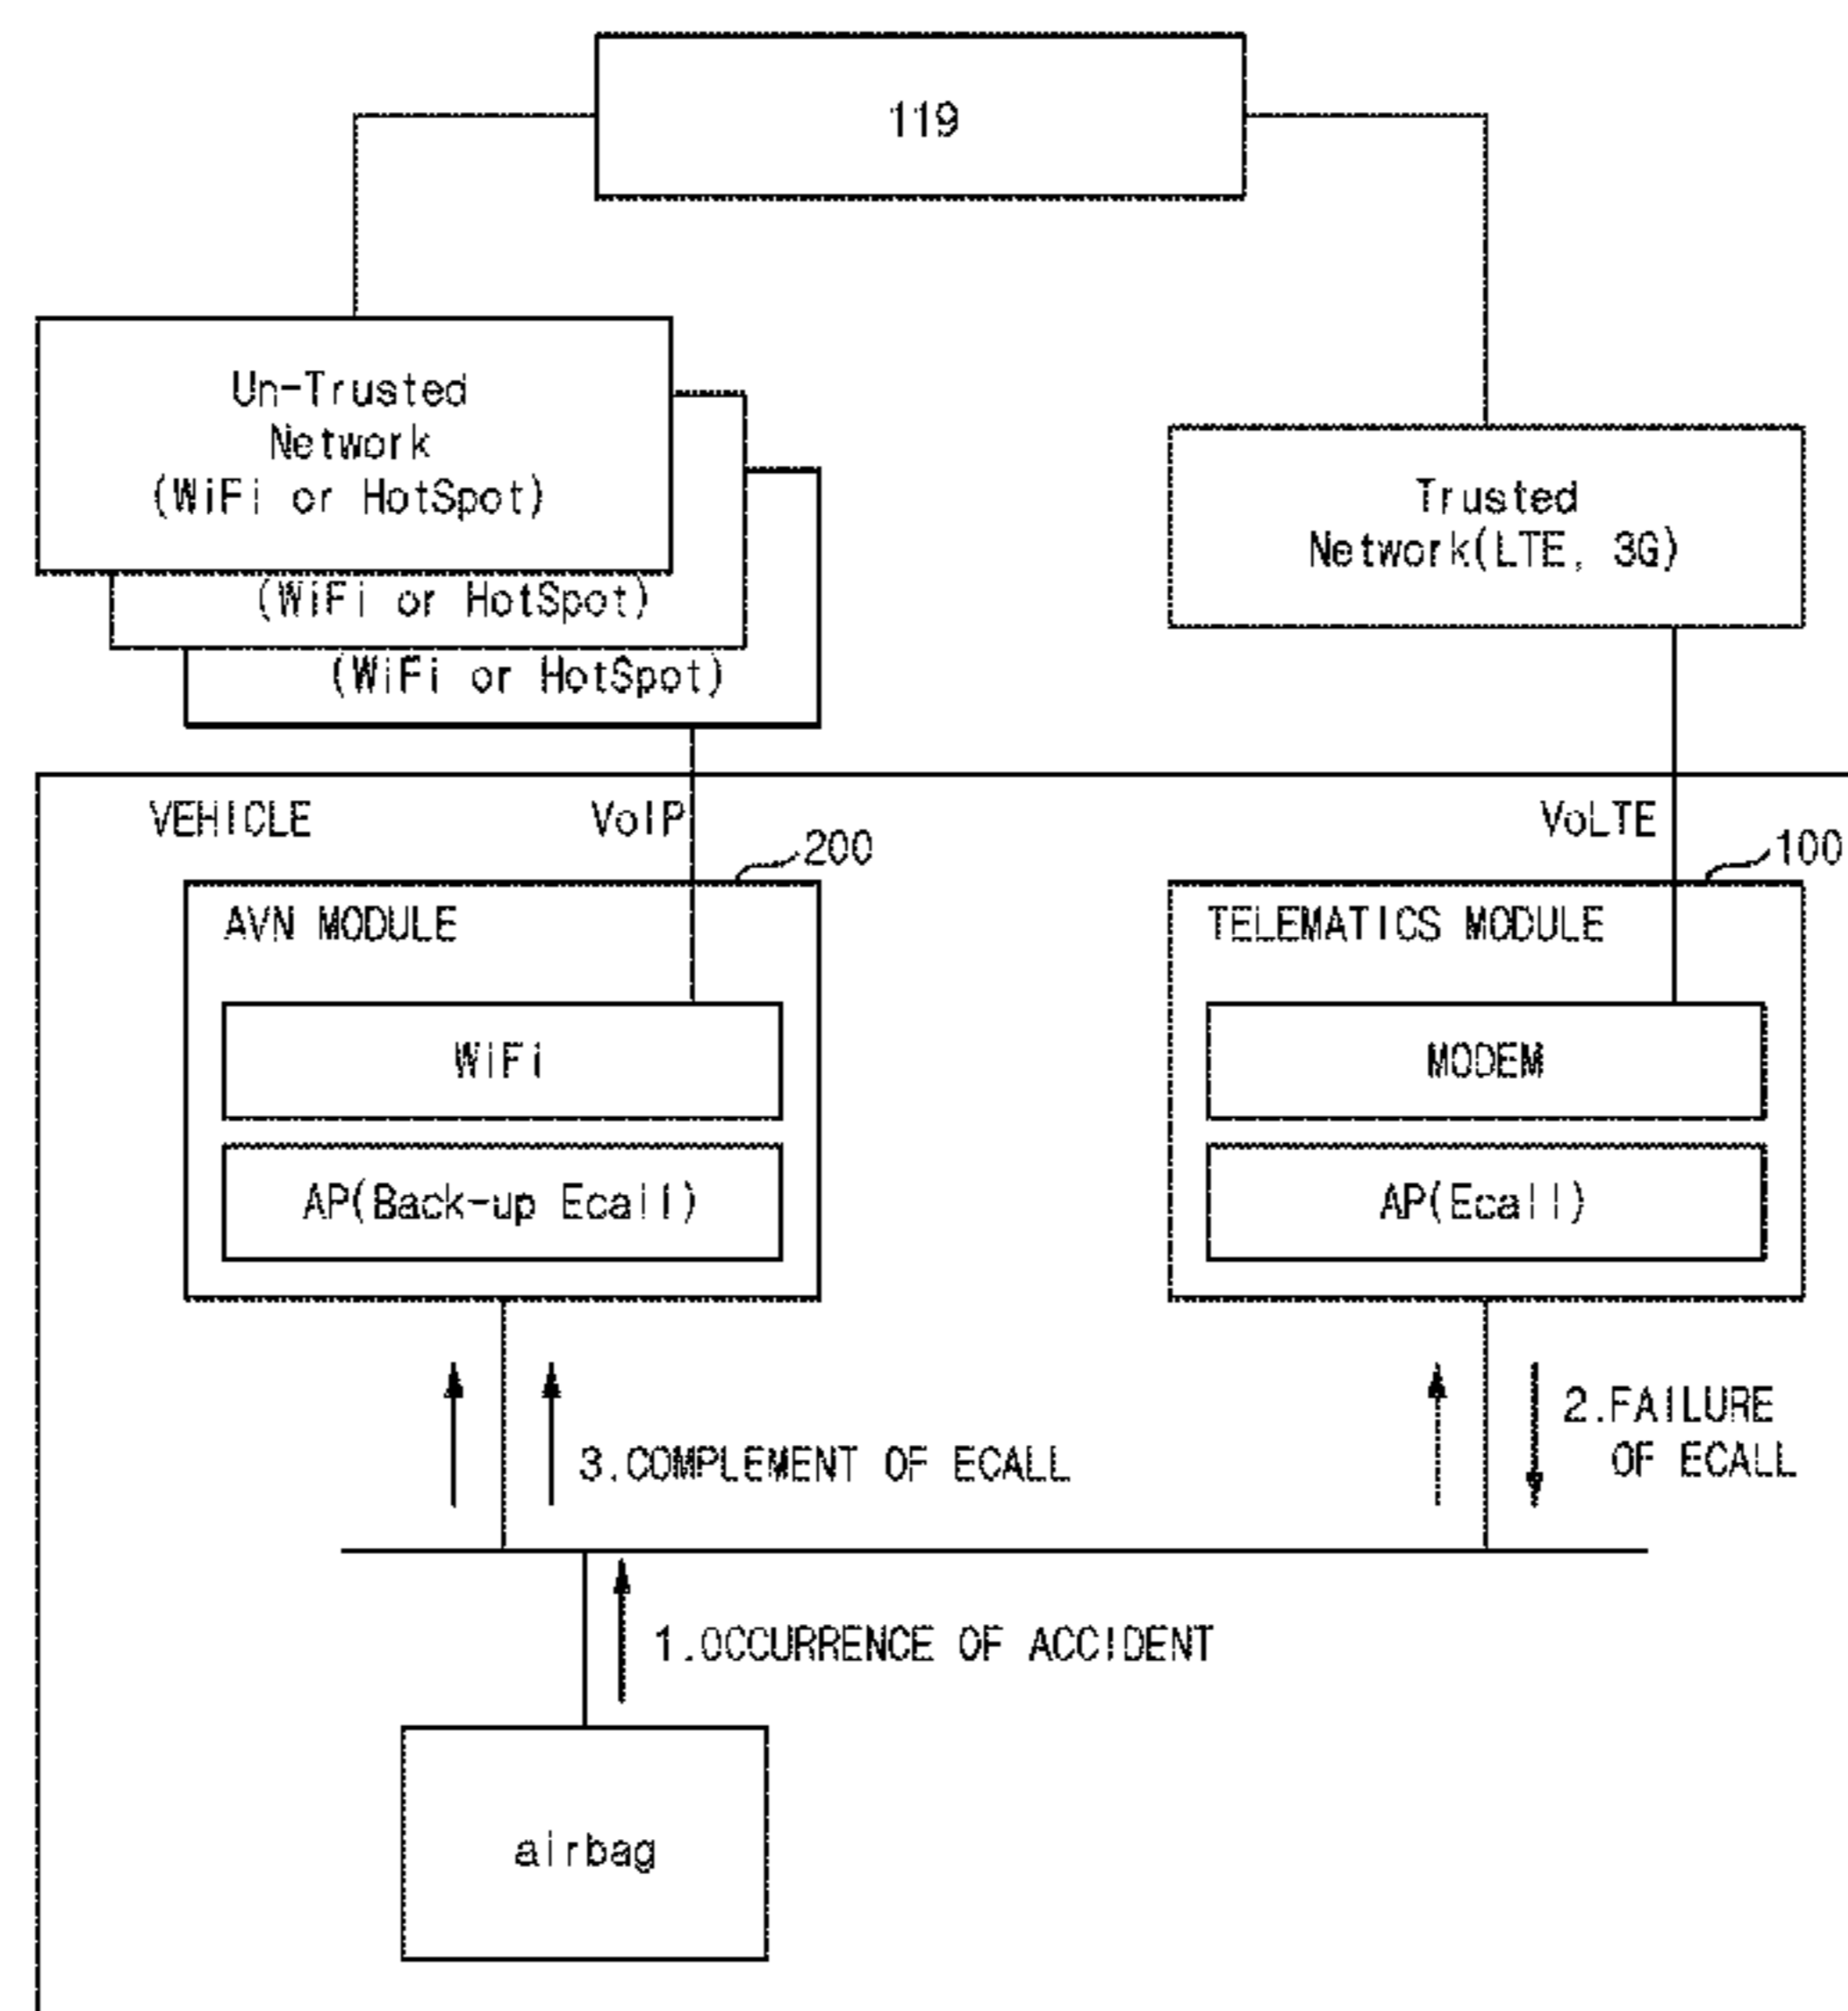 119
Un-Trusted
Network
(WiFi or HotSpot)
(WiFi or HotSpot)
(WiFi or HotSpot)
Trusted
Network(LTE, 3G)
VEHICLE
VoIP
VoLTE
200
100
AVN MODULE
TELEMATICS MODULE
WiFi
MODEM
AP(Back-up Ecall)
AP(Ecall)
2.FAILURE
OF ECALL
3.COMPLEMENT OF ECALL
1.OCCURRENCE OF ACCIDENT
airbag